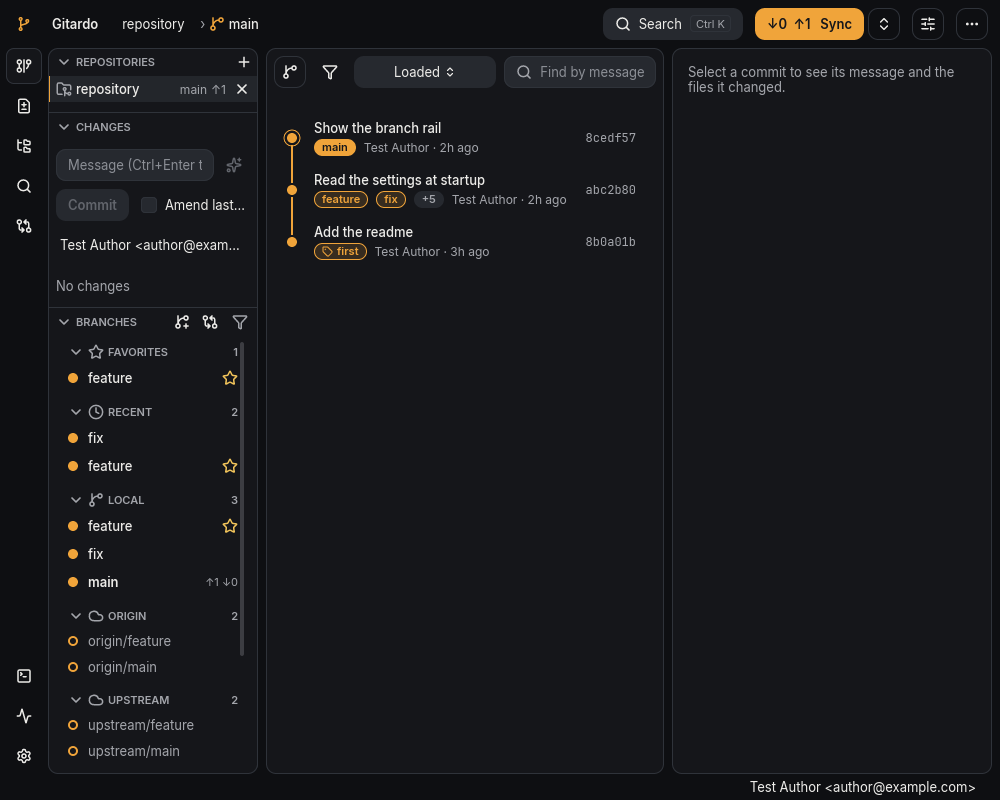 Gitardo repository › main Search Ctrl K ↓0 ↑1 Sync
REPOSITORIES
repository main ↑1
CHANGES
Message (Ctrl+Enter t
Commit Amend last...
Test Author <author@exam...
No changes
BRANCHES
FAVORITES 1
feature
RECENT 2
fix
feature
LOCAL 3
feature
fix
main ↑1 ↓0
ORIGIN 2
origin/feature
origin/main
UPSTREAM 2
upstream/feature
upstream/main
Loaded Find by message
Show the branch rail
main Test Author · 2h ago 8cedf57
Read the settings at startup
feature fix +5 Test Author · 2h ago abc2b80
Add the readme
first Test Author · 3h ago 8b0a01b
Select a commit to see its message and the
files it changed.
Test Author <author@example.com>